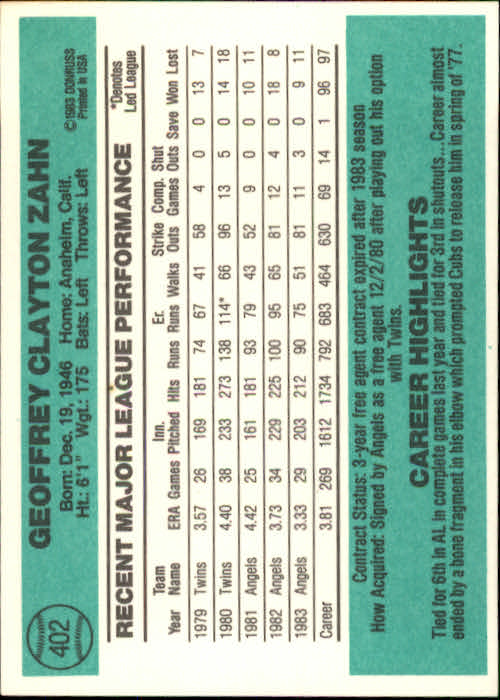 402
GEOFFREY CLAYTON ZAHN
Born: Dec. 19, 1946 Home: Anaheim, Calif.
Ht.: 6'1" Wgt.: 175 Bats: Left Throws: Left
©1983 DONRUSS
Printed in USA
RECENT MAJOR LEAGUE PERFORMANCE
*Denotes
Led League
Team Inn. Er. Strike Comp. Shut
Year Name ERA Games Pitched Hits Runs Runs Walks Outs Games Outs Save Won Lost
1979 Twins 3.57 26 169 181 74 67 41 58 4 0 0 13 7
1980 Twins 4.40 38 233 273 138 114* 66 96 13 5 0 14 18
1981 Angels 4.42 25 161 181 93 79 43 52 9 0 0 10 11
1982 Angels 3.73 34 229 225 100 95 65 81 12 4 0 18 8
1983 Angels 3.33 29 203 212 90 75 51 81 11 3 0 9 11
Career 3.81 269 1612 1734 792 683 464 630 69 14 1 96 97
Contract Status: 3-year free agent contract expired after 1983 season
How Acquired: Signed by Angels as a free agent 12/2/80 after playing out his option
with Twins.
CAREER HIGHLIGHTS
Tied for 6th in AL in complete games last year and tied for 3rd in shutouts...Career almost
ended by a bone fragment in his elbow which prompted Cubs to release him in spring of '77.